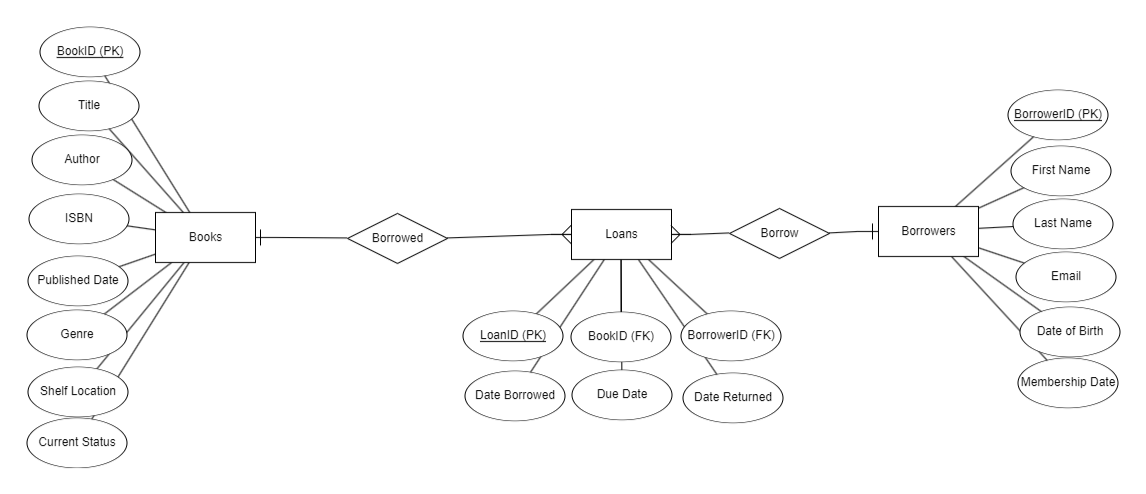 BookID (PK)
Title
Author
ISBN
Published Date
Genre
Shelf Location
Current Status
Books
Borrowed
Loans
LoanID (PK)
BookID (FK)
BorrowerID (FK)
Date Borrowed
Due Date
Date Returned
Borrow
Borrowers
BorrowerID (PK)
First Name
Last Name
Email
Date of Birth
Membership Date